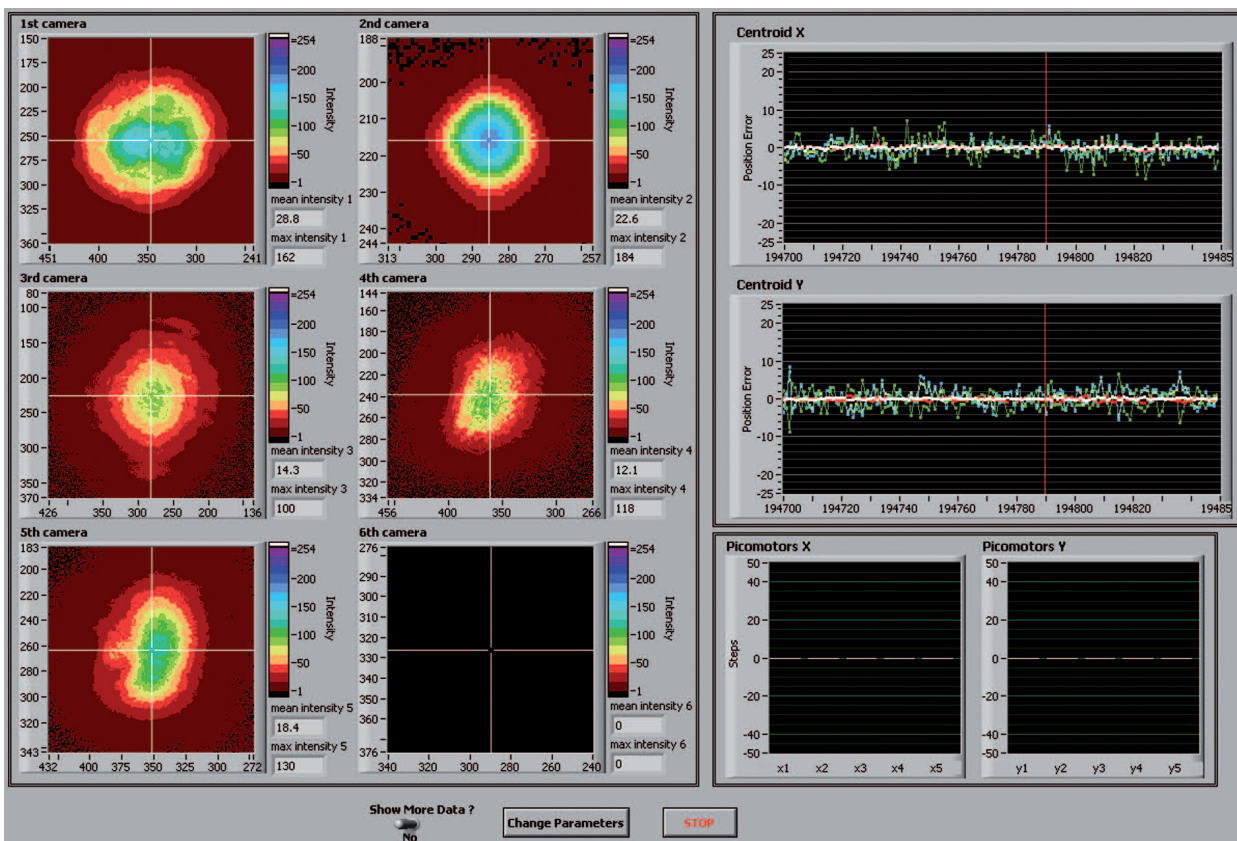 1st camera
150
175
200
225
250
275
300
325
360
451 400 350 300 241
=254
-200
-150
-100
-50
-1
Intensity
mean intensity 1
28.8
max intensity 1
162
2nd camera
188
200
210
220
230
240
244
313 300 290 280 270 257
=254
-200
-150
-100
-50
-1
Intensity
mean intensity 2
22.6
max intensity 2
184
3rd camera
80
100
150
200
250
300
350
370
426 350 300 250 200 136
=254
-200
-150
-100
-50
-1
Intensity
mean intensity 3
14.3
max intensity 3
100
4th camera
144
160
180
200
220
240
260
280
300
320
334
456 400 350 300 266
=254
-200
-150
-100
-50
-1
Intensity
mean intensity 4
12.1
max intensity 4
118
5th camera
183
200
220
240
260
280
300
320
343
432 400 375 350 325 300 272
=254
-200
-150
-100
-50
-1
Intensity
mean intensity 5
18.4
max intensity 5
130
6th camera
276
290
300
310
320
330
340
350
360
376
340 320 300 280 260 240
=254
-200
-150
-100
-50
-1
Intensity
mean intensity 6
0
max intensity 6
0
Centroid X
Position Error
25
20
10
0
-10
-20
-25
194700 194720 194740 194760 194780 194800 194820 19485
Centroid Y
Position Error
25
20
10
0
-10
-20
-25
194700 194720 194740 194760 194780 194800 194820 19485
Picomotors X
Steps
50
40
20
0
-20
-40
-50
x1 x2 x3 x4 x5
Picomotors Y
50
40
20
0
-20
-40
-50
y1 y2 y3 y4 y5
Show More Data ?
No
Change Parameters
STOP